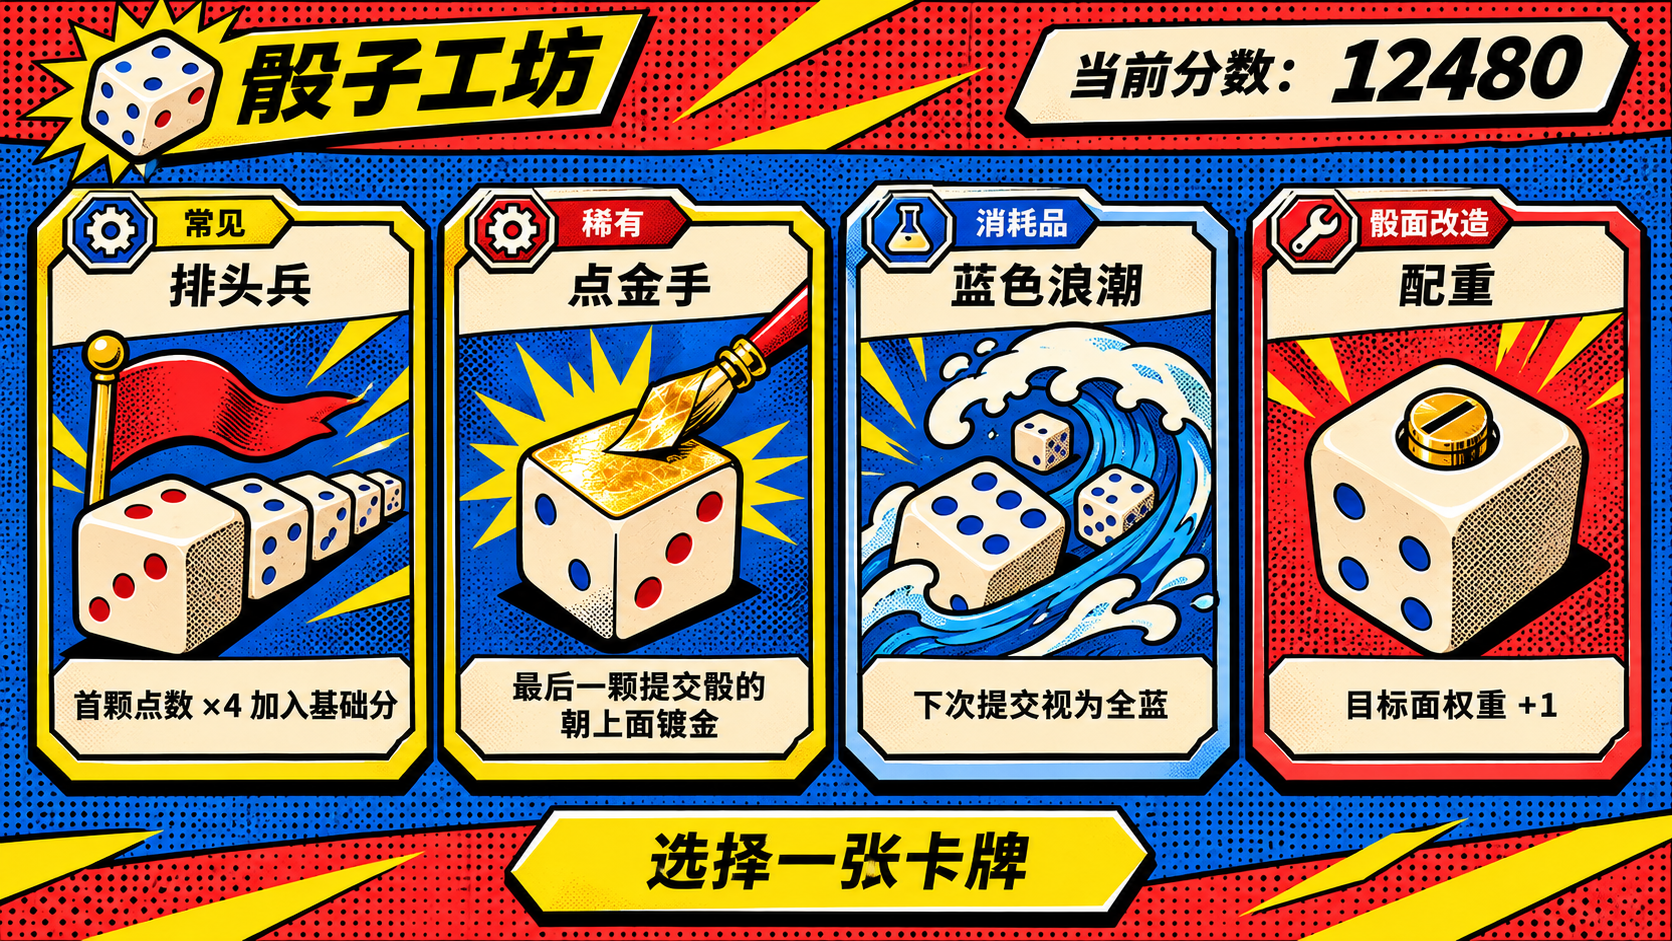 骰子工坊
当前分数：12480
常见
排头兵
首颗点数 ×4 加入基础分
稀有
点金手
最后一颗提交骰的
朝上面镀金
消耗品
蓝色浪潮
下次提交视为全蓝
骰面改造
配重
目标面权重 +1
选择一张卡牌